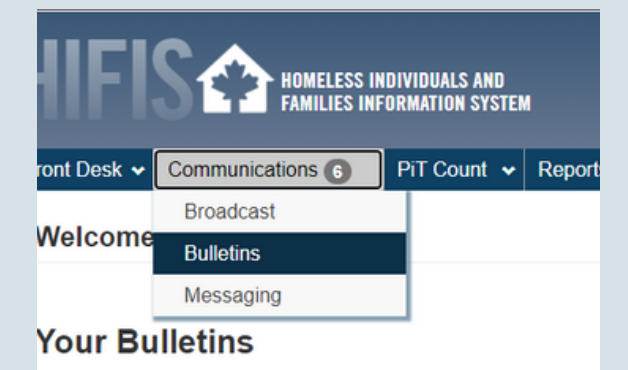 HIFIS
HOMELESS INDIVIDUALS AND
FAMILIES INFORMATION SYSTEM
ront Desk Communications 6 PiT Count Reports
Broadcast
Welcome
Bulletins
Messaging
Your Bulletins